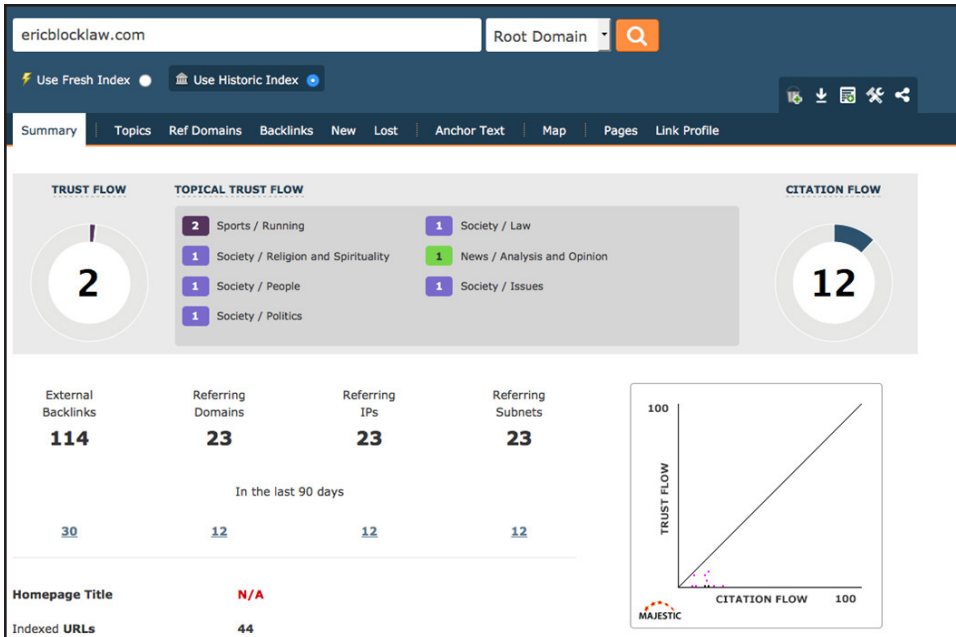 ericblocklaw.com
Root Domain
Use Fresh Index
Use Historic Index
Summary Topics Ref Domains Backlinks New Lost Anchor Text Map Pages Link Profile
TRUST FLOW
2
TOPICAL TRUST FLOW
2 Sports / Running
1 Society / Religion and Spirituality
1 Society / People
1 Society / Politics
1 Society / Law
1 News / Analysis and Opinion
1 Society / Issues
CITATION FLOW
12
External
Backlinks
114
Referring
Domains
23
Referring
IPs
23
Referring
Subnets
23
In the last 90 days
30 12 12 12
Homepage Title N/A
Indexed URLs 44
100
TRUST FLOW
CITATION FLOW 100
MAJESTIC